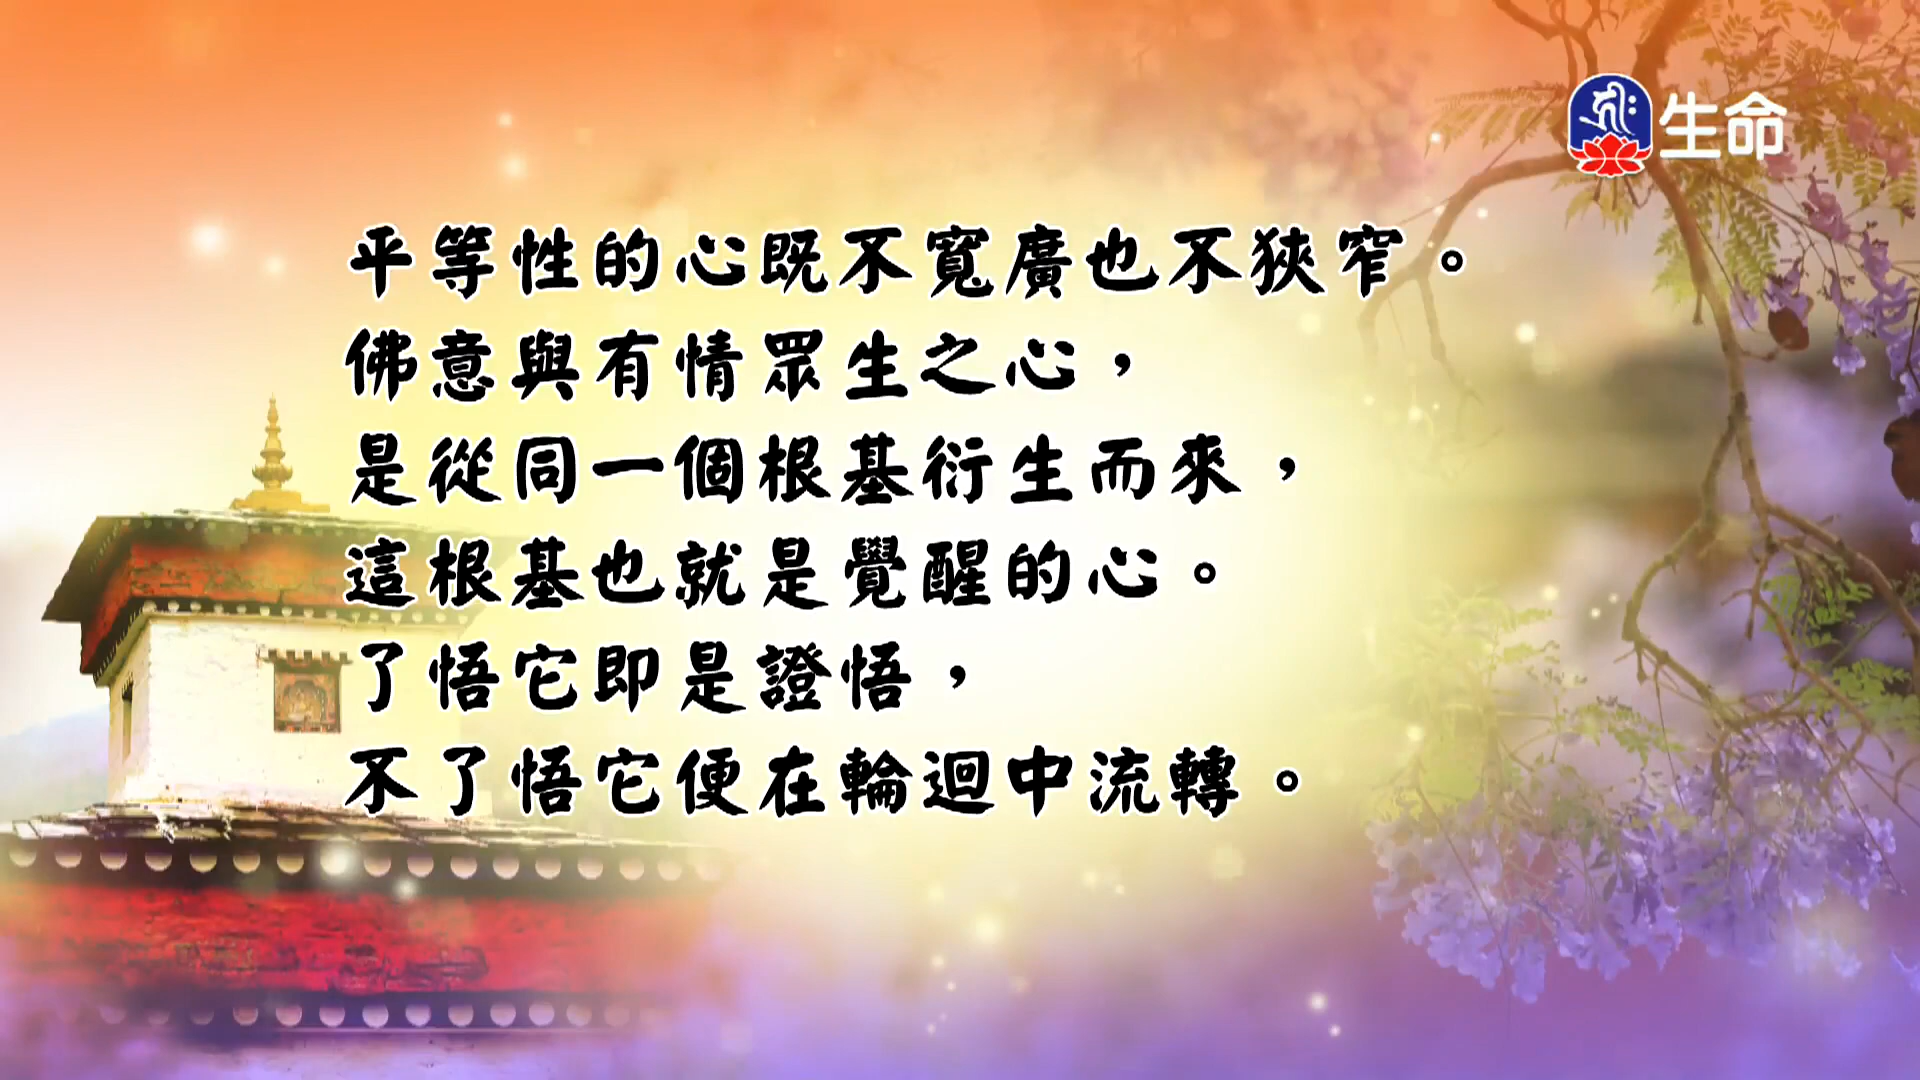 生命
平等性的心既不寬廣也不狹窄。
佛意與有情眾生之心，
是從同一個根基衍生而來，
這根基也就是覺醒的心。
了悟它即是證悟，
不了悟它便在輪迴中流轉。